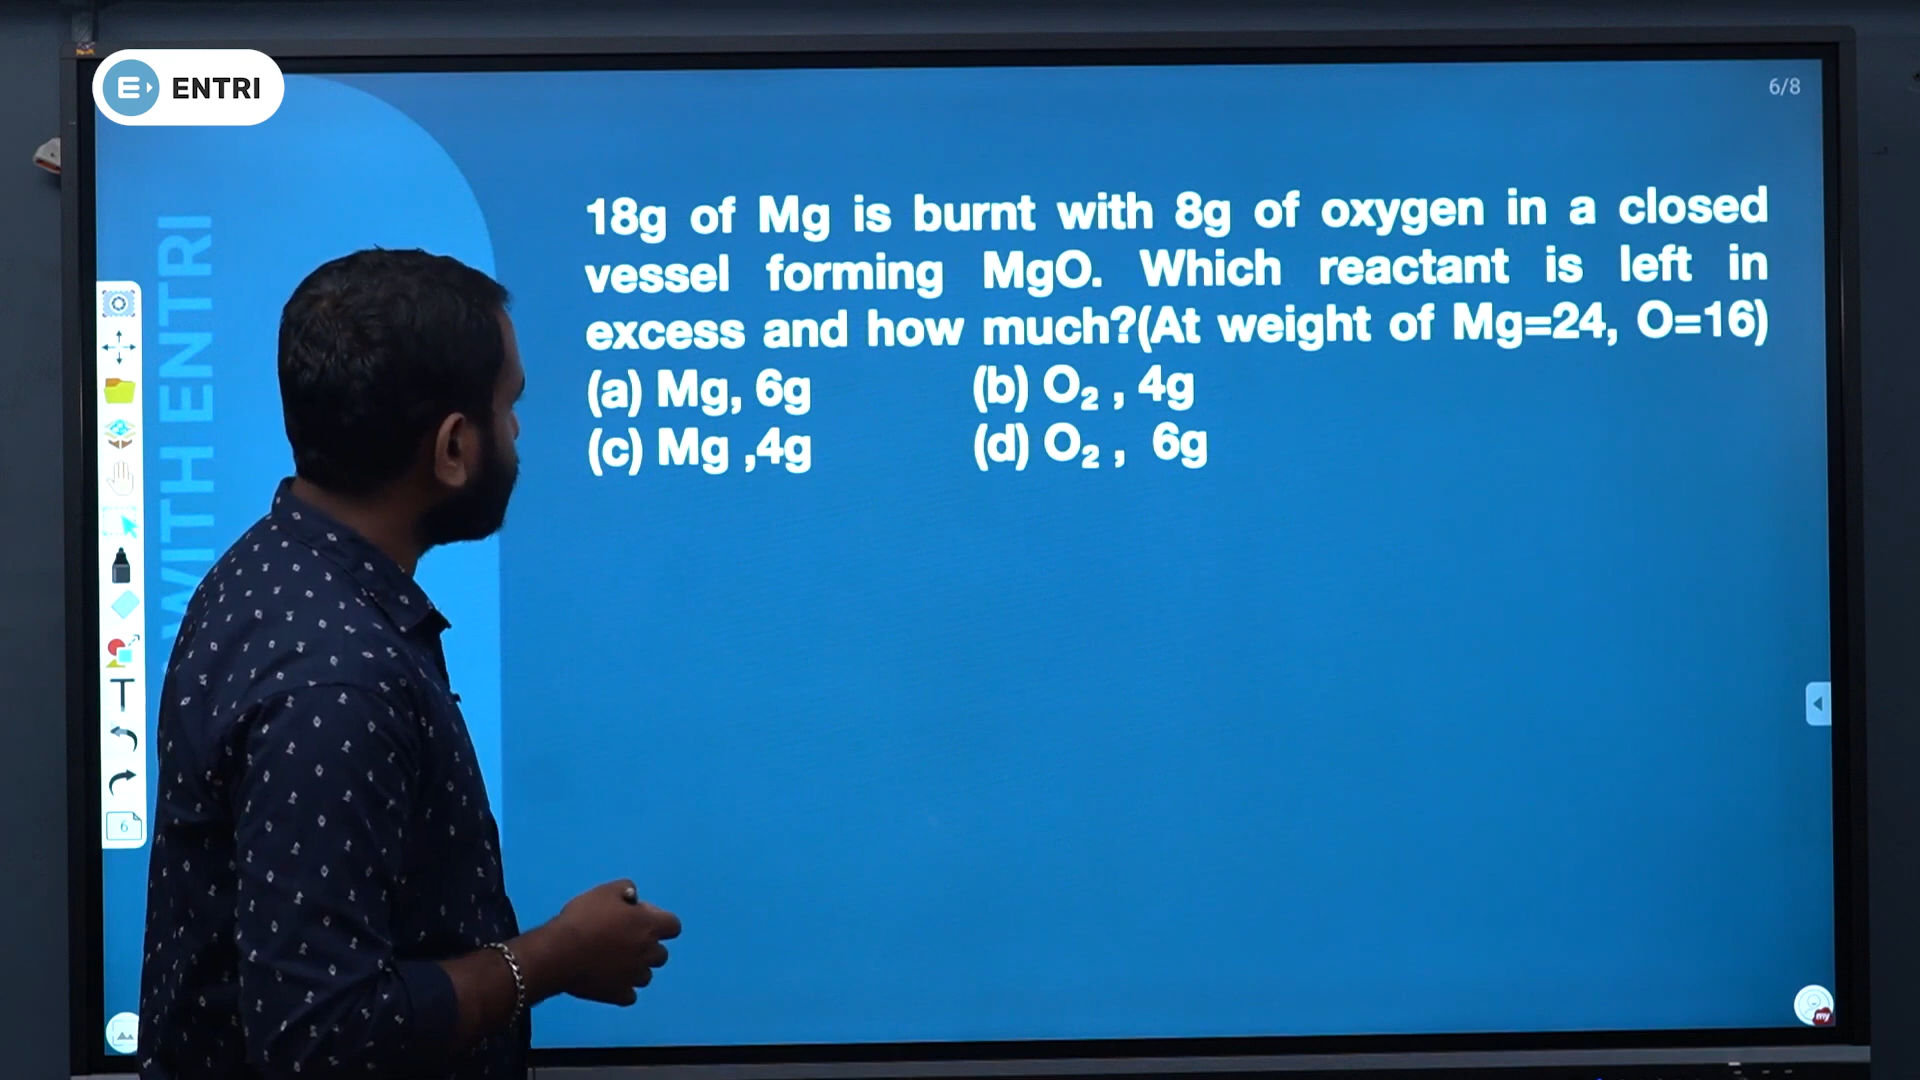 ENTRI
6/8
WITH ENTRI
18g of Mg is burnt with 8g of oxygen in a closed
vessel forming MgO. Which reactant is left in
excess and how much?(At weight of Mg=24, O=16)
(a) Mg, 6g (b) O₂ , 4g
(c) Mg ,4g (d) O₂ , 6g
T
6
my